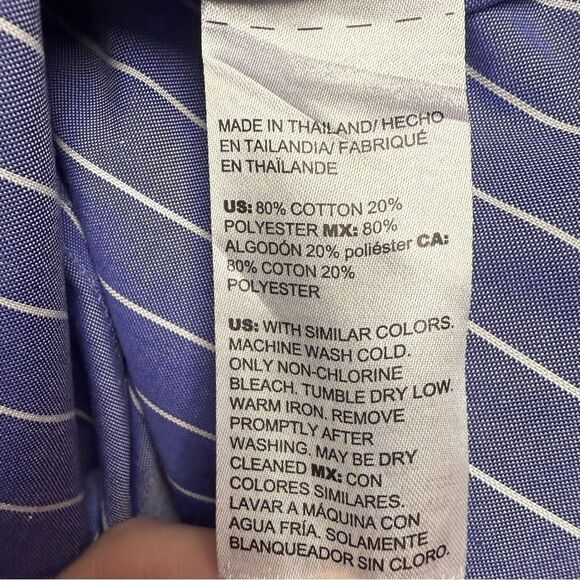 MADE IN THAILAND/ HECHO
EN TAILANDIA/ FABRIQUÉ
EN THAÏLANDE
US: 80% COTTON 20%
POLYESTER MX: 80%
ALGODÓN 20% poliéster CA:
80% COTON 20%
POLYESTER
US: WITH SIMILAR COLORS.
MACHINE WASH COLD.
ONLY NON-CHLORINE
BLEACH. TUMBLE DRY LOW.
WARM IRON. REMOVE
PROMPTLY AFTER
WASHING. MAY BE DRY
CLEANED MX: CON
COLORES SIMILARES.
LAVAR A MÁQUINA CON
AGUA FRÍA. SOLAMENTE
BLANQUEADOR SIN CLORO.